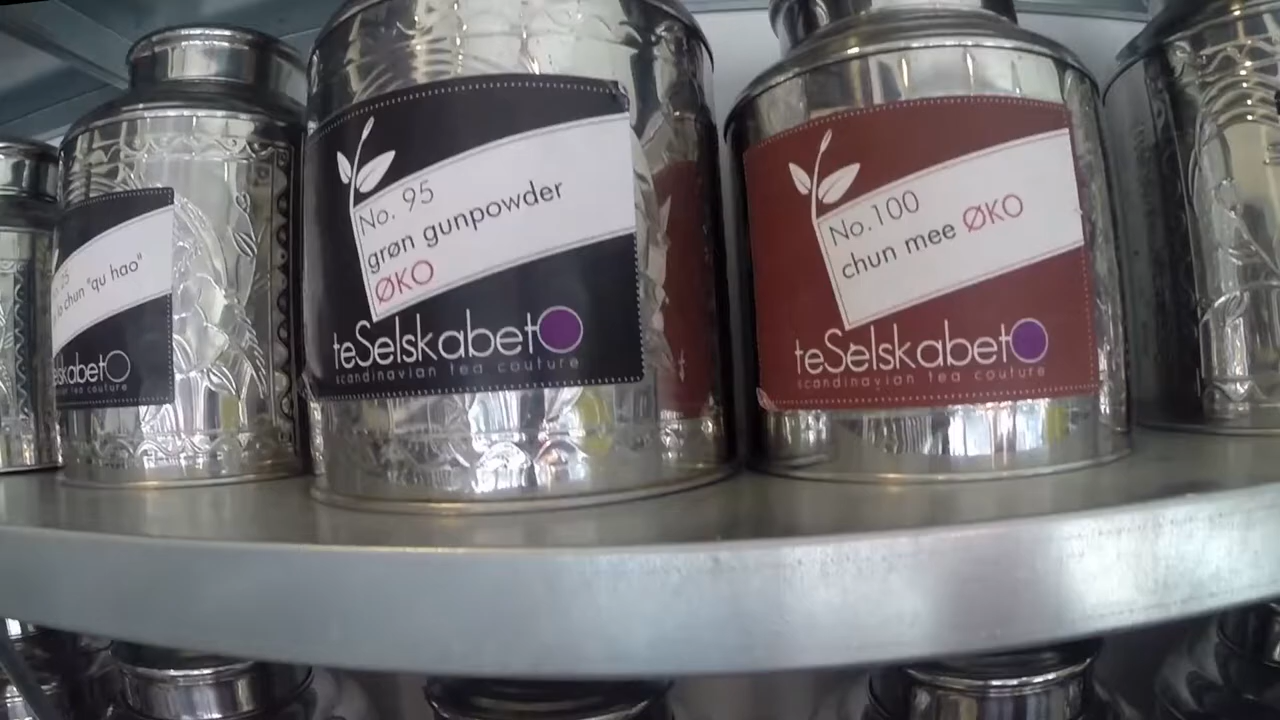 chun "qu hao"
No. 95
grøn gunpowder
ØKO
teSelskabet
scandinavian tea couture
No.100
chun mee ØKO
teSelskabet
scandinavian tea couture